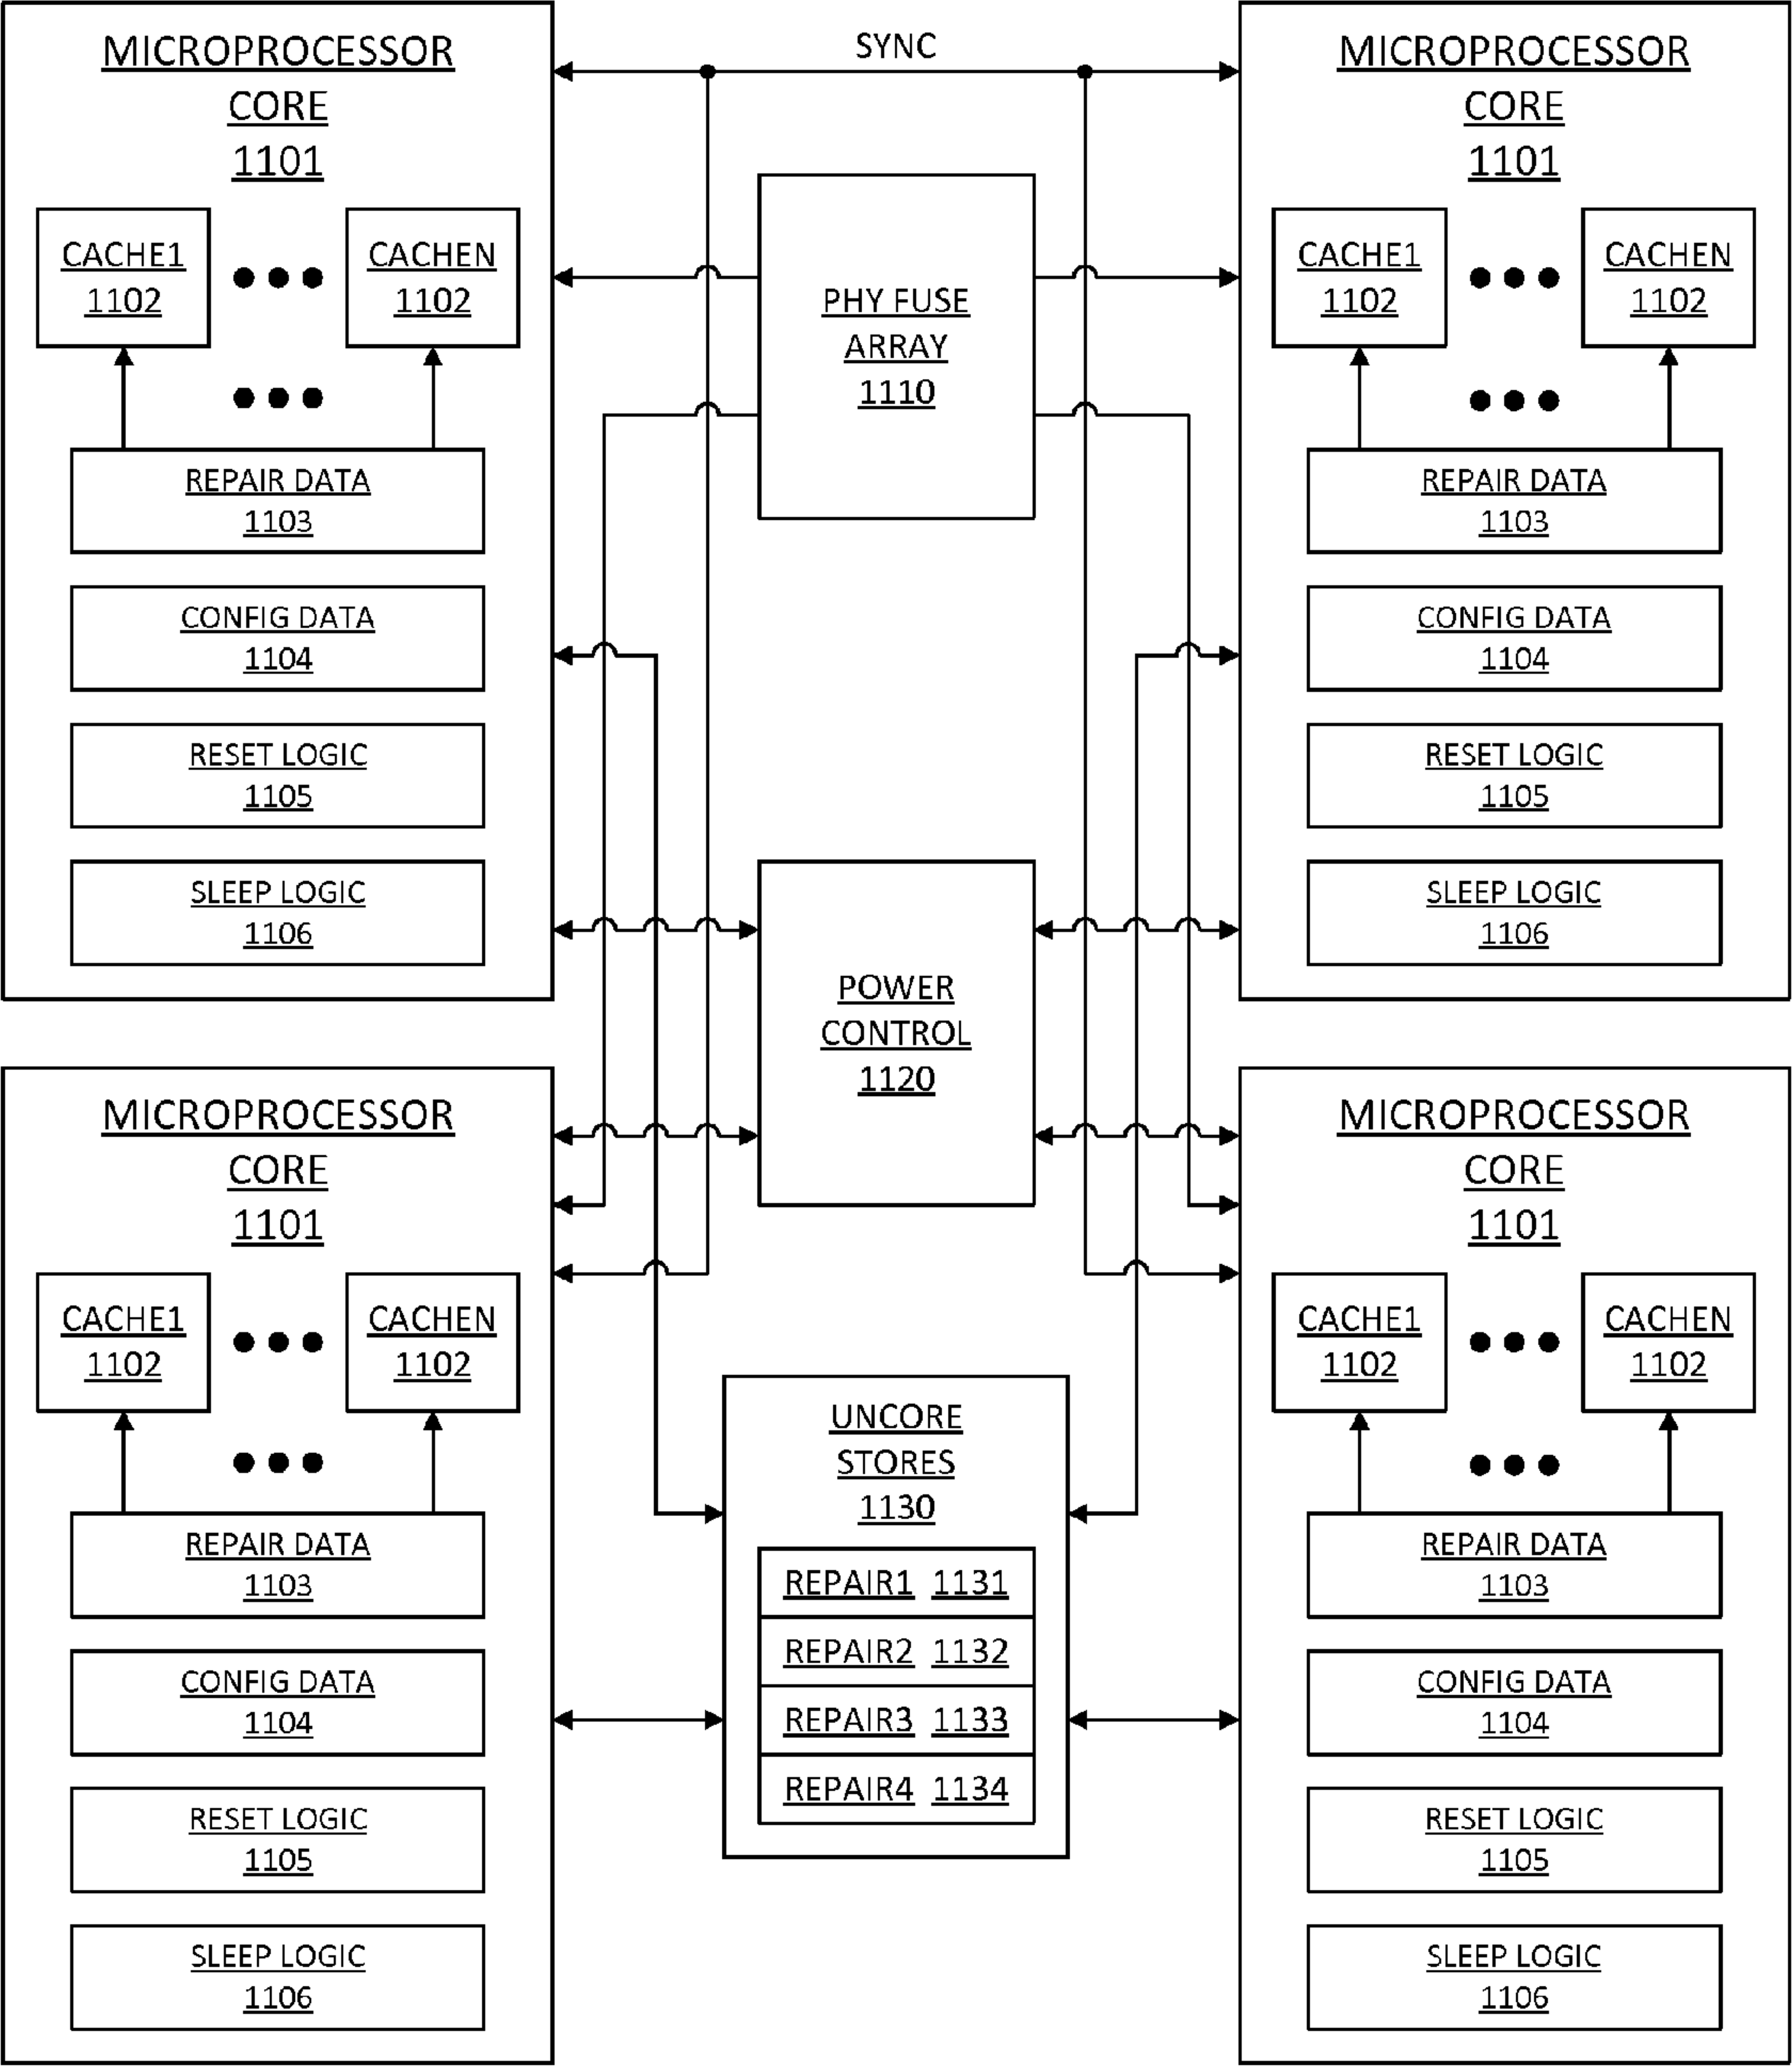 MICROPROCESSOR
CORE
1101
CACHE1
1102
CACHEN
1102
REPAIR DATA
1103
CONFIG DATA
1104
RESET LOGIC
1105
SLEEP LOGIC
1106
SYNC
MICROPROCESSOR
CORE
1101
CACHE1
1102
CACHEN
1102
REPAIR DATA
1103
CONFIG DATA
1104
RESET LOGIC
1105
SLEEP LOGIC
1106
PHY FUSE
ARRAY
1110
POWER
CONTROL
1120
MICROPROCESSOR
CORE
1101
CACHE1
1102
CACHEN
1102
REPAIR DATA
1103
CONFIG DATA
1104
RESET LOGIC
1105
SLEEP LOGIC
1106
UNCORE
STORES
1130
REPAIR1 1131
REPAIR2 1132
REPAIR3 1133
REPAIR4 1134
MICROPROCESSOR
CORE
1101
CACHE1
1102
CACHEN
1102
REPAIR DATA
1103
CONFIG DATA
1104
RESET LOGIC
1105
SLEEP LOGIC
1106